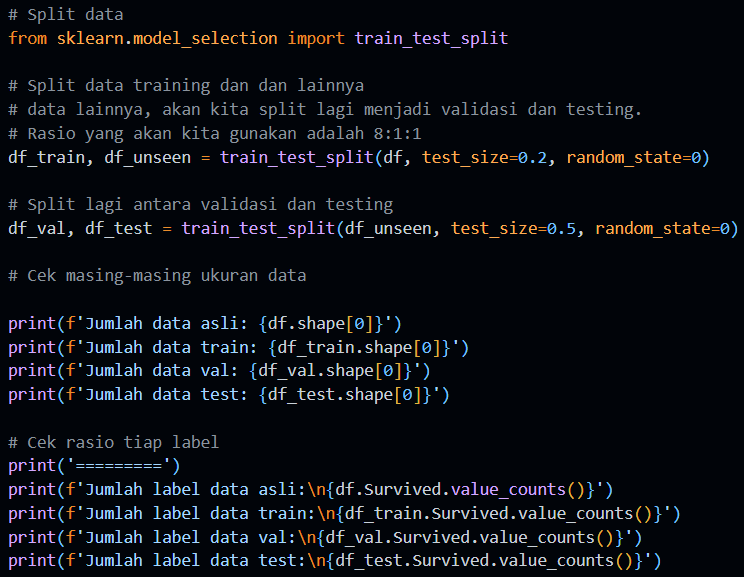 # Split data
from sklearn.model_selection import train_test_split
# Split data training dan dan lainnya
# data lainnya, akan kita split lagi menjadi validasi dan testing.
# Rasio yang akan kita gunakan adalah 8:1:1
df_train, df_unseen = train_test_split(df, test_size=0.2, random_state=0)
# Split lagi antara validasi dan testing
df_val, df_test = train_test_split(df_unseen, test_size=0.5, random_state=0)
# Cek masing-masing ukuran data
print(f'Jumlah data asli: {df.shape[0]}')
print(f'Jumlah data train: {df_train.shape[0]}')
print(f'Jumlah data val: {df_val.shape[0]}')
print(f'Jumlah data test: {df_test.shape[0]}')
# Cek rasio tiap label
print('=========')
print(f'Jumlah label data asli:\n{df.Survived.value_counts()}')
print(f'Jumlah label data train:\n{df_train.Survived.value_counts()}')
print(f'Jumlah label data val:\n{df_val.Survived.value_counts()}')
print(f'Jumlah label data test:\n{df_test.Survived.value_counts()}')